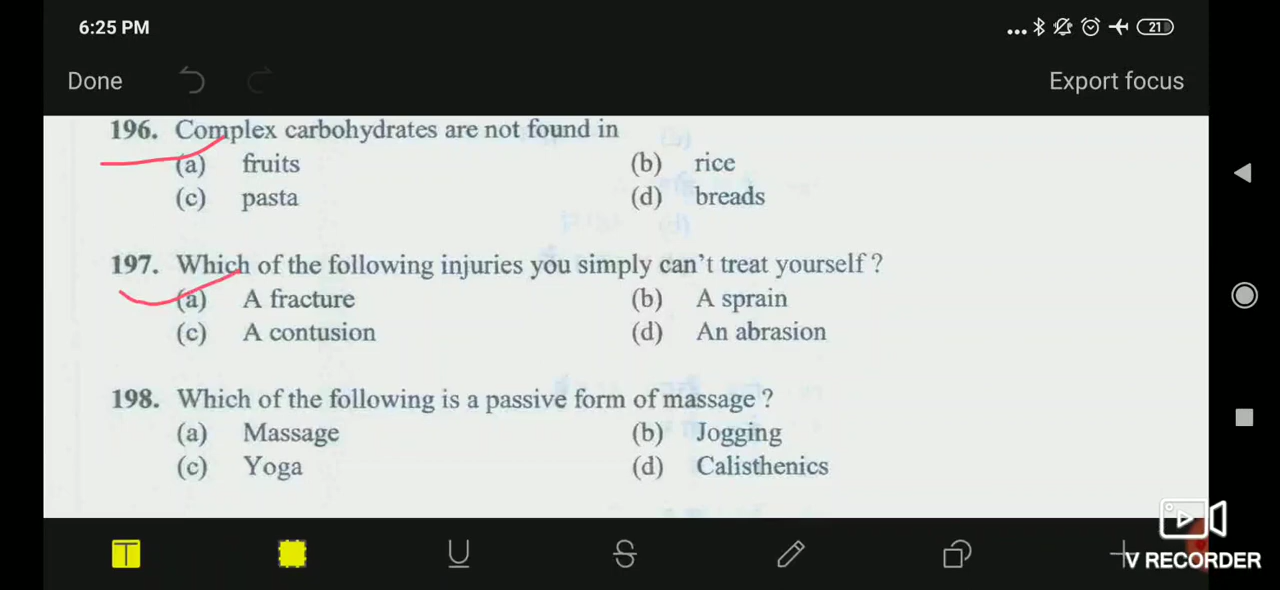 6:25 PM
21
Done
Export focus
196. Complex carbohydrates are not found in
(a) fruits (b) rice
(c) pasta (d) breads
197. Which of the following injuries you simply can't treat yourself ?
(a) A fracture (b) A sprain
(c) A contusion (d) An abrasion
198. Which of the following is a passive form of massage ?
(a) Massage (b) Jogging
(c) Yoga (d) Calisthenics
T U S
V RECORDER